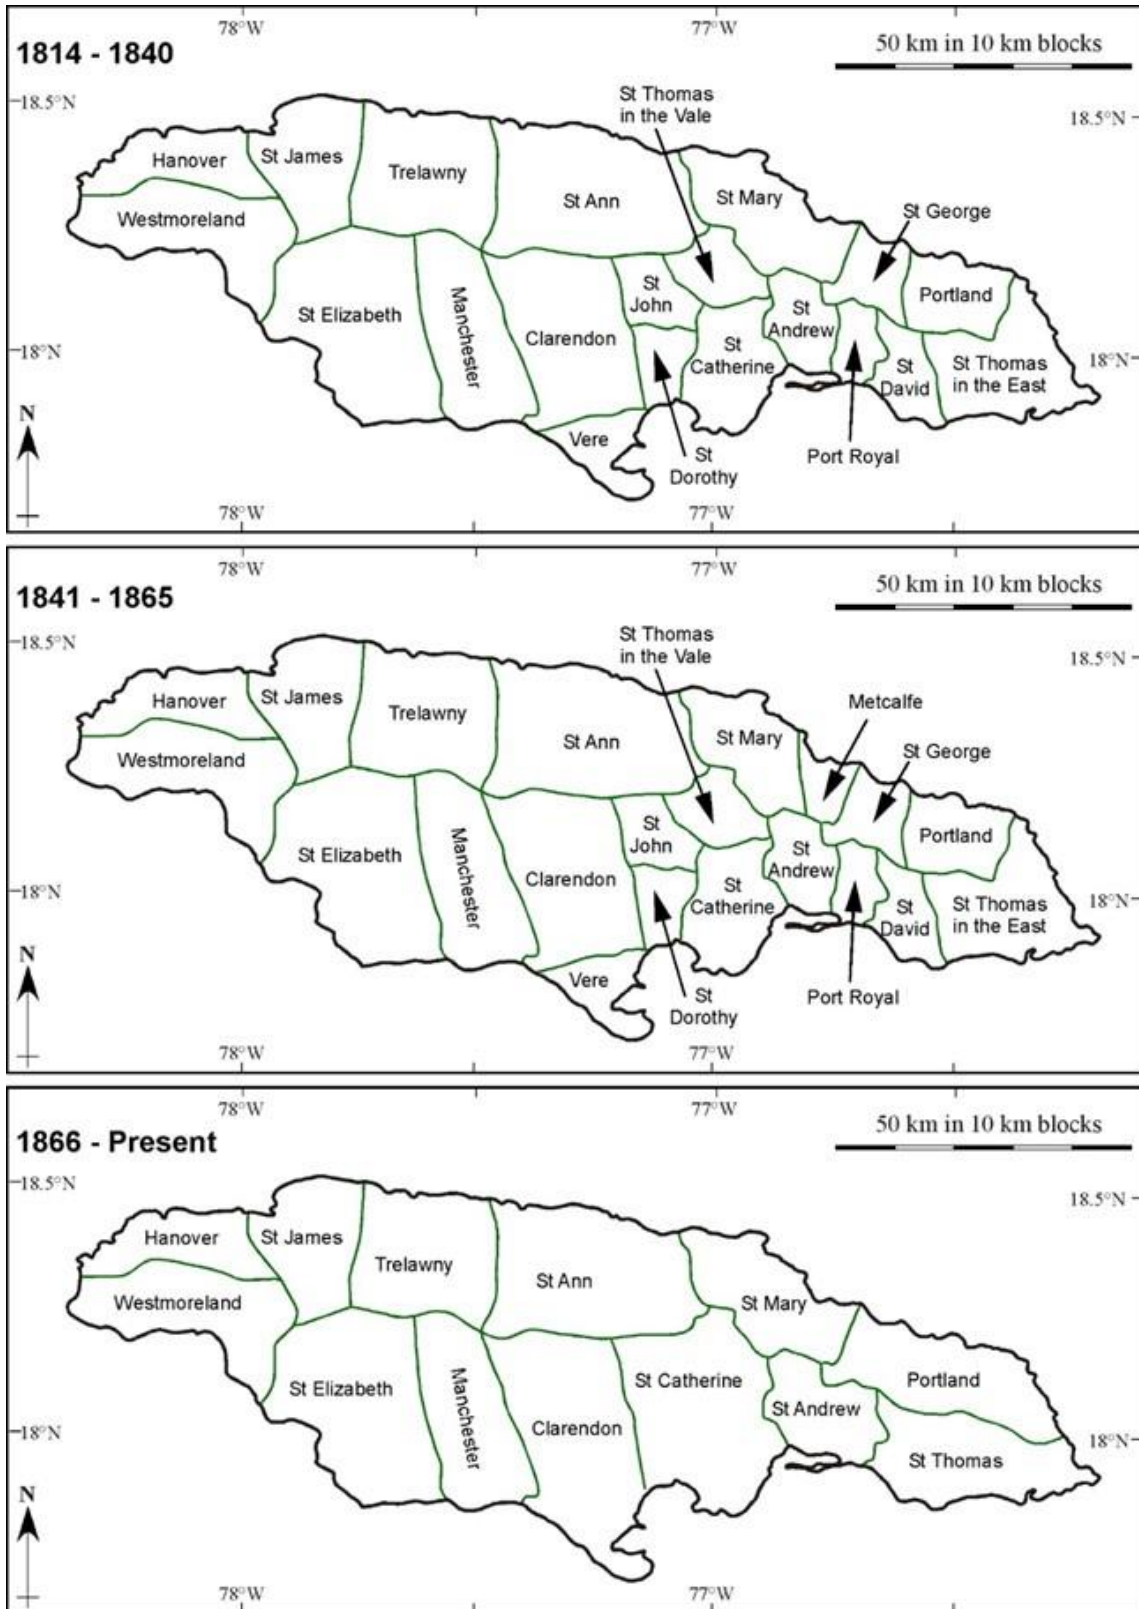 78°W
77°W
1814 - 1840
50 km in 10 km blocks
18.5°N
18.5°N
St Thomas
in the Vale
Hanover
St James
Trelawny
St Ann
St Mary
St George
Westmoreland
St Elizabeth
Manchester
Clarendon
St
John
St
Catherine
St
Andrew
Portland
St
David
St Thomas
in the East
18°N
18°N
N
Vere
St
Dorothy
Port Royal
78°W
77°W
78°W
77°W
1841 - 1865
50 km in 10 km blocks
18.5°N
18.5°N
St Thomas
in the Vale
Metcalfe
Hanover
St James
Trelawny
St Ann
St Mary
St George
Westmoreland
St Elizabeth
Manchester
Clarendon
St
John
St
Catherine
St
Andrew
Portland
St
David
St Thomas
in the East
18°N
18°N
N
Vere
St
Dorothy
Port Royal
78°W
77°W
78°W
77°W
1866 - Present
50 km in 10 km blocks
18.5°N
18.5°N
Hanover
St James
Trelawny
St Ann
St Mary
Westmoreland
St Elizabeth
Manchester
Clarendon
St Catherine
St Andrew
Portland
St Thomas
18°N
18°N
N
78°W
77°W